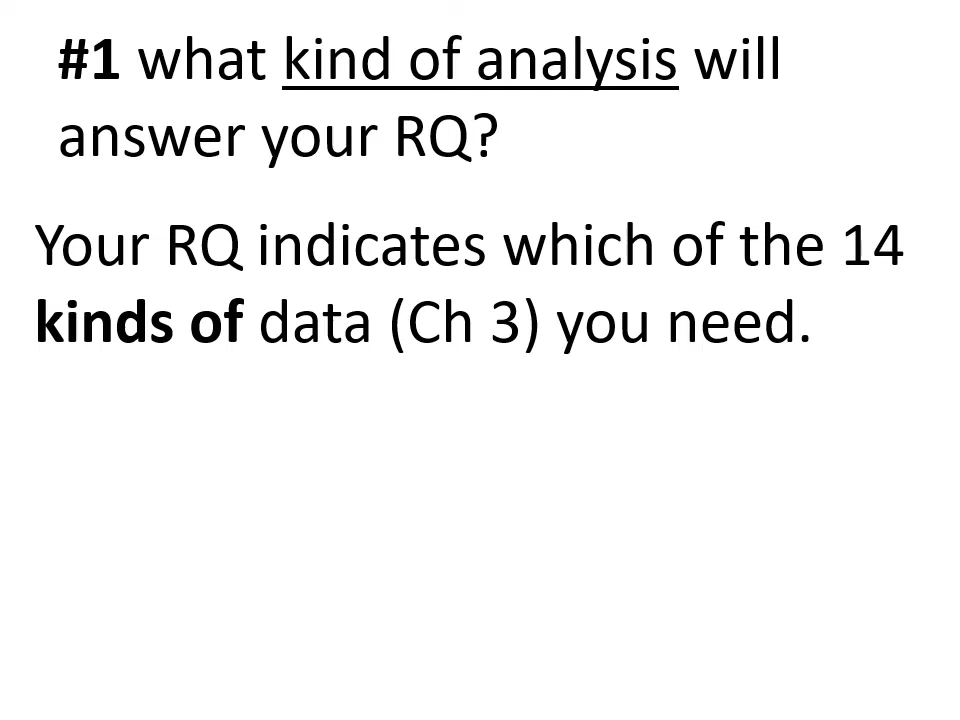 #1 what kind of analysis will
answer your RQ?
Your RQ indicates which of the 14
kinds of data (Ch 3) you need.